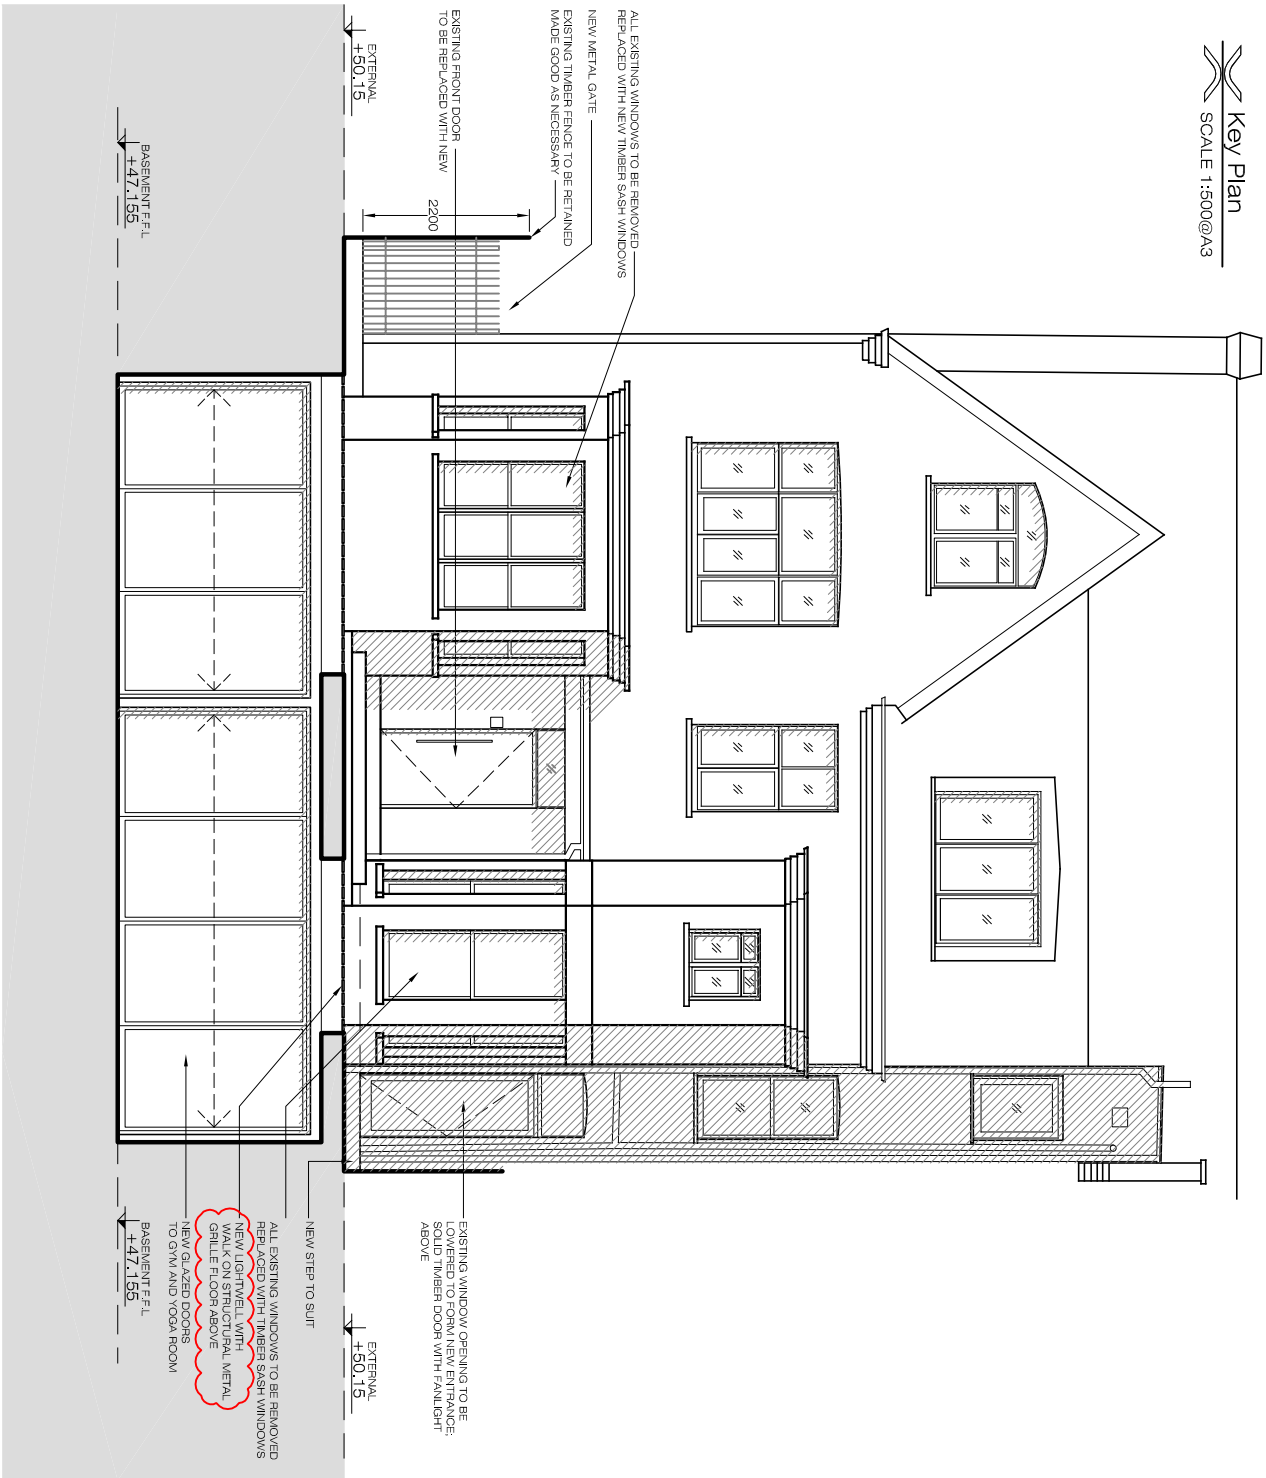 Key Plan
SCALE 1:500@A3
ALL EXISTING WINDOWS TO BE REMOVED
REPLACED WITH NEW TIMBER SASH WINDOWS
NEW METAL GATE
EXISTING TIMBER FENCE TO BE RETAINED
MADE GOOD AS NECESSARY
EXISTING FRONT DOOR
TO BE REPLACED WITH NEW
2200
EXTERNAL
+50.15
BASEMENT F.F.L
+47.155
EXISTING WINDOW OPENING TO BE
LOWERED TO FORM NEW ENTRANCE;
SOLID TIMBER DOOR WITH FANLIGHT
ABOVE
NEW STEP TO SUIT
ALL EXISTING WINDOWS TO BE REMOVED
REPLACED WITH TIMBER SASH WINDOWS
NEW LIGHTWELL WITH
WALK ON STRUCTURAL METAL
GRILLE FLOOR ABOVE
NEW GLAZED DOORS
TO GYM AND YOGA ROOM
EXTERNAL
+50.15
BASEMENT F.F.L
+47.155